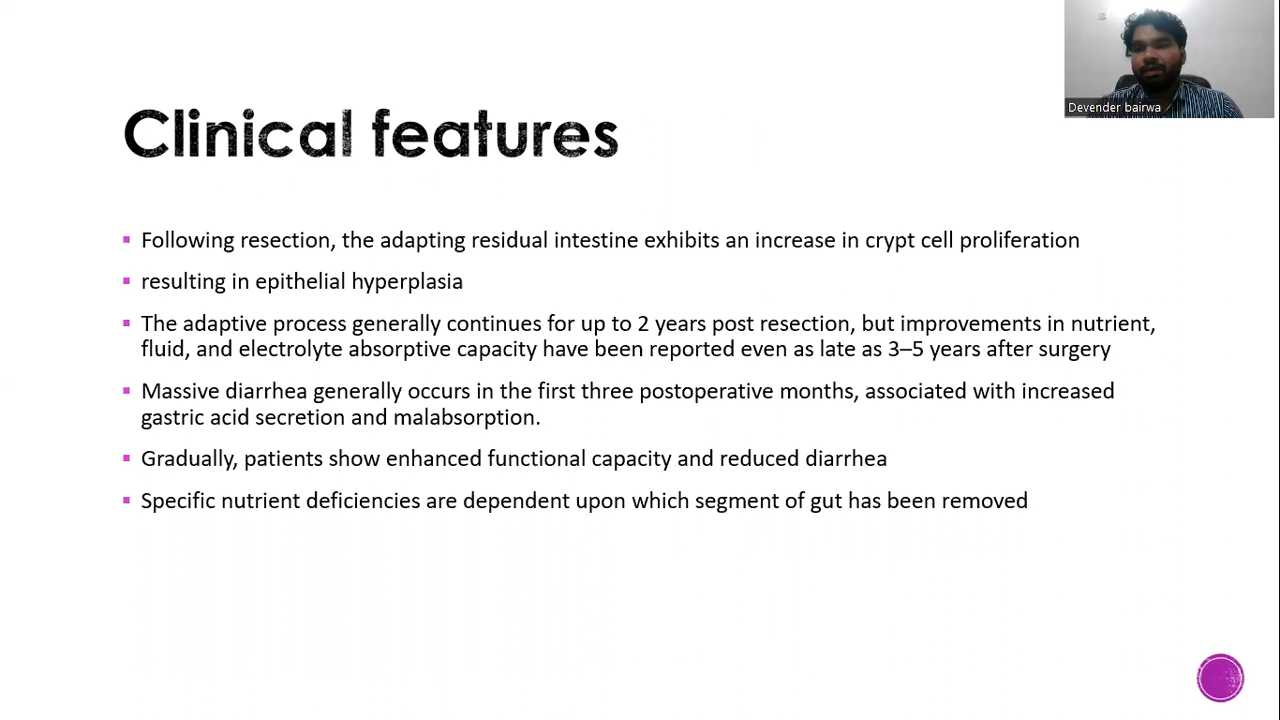 Devender bairwa
Clinical features
Following resection, the adapting residual intestine exhibits an increase in crypt cell proliferation
resulting in epithelial hyperplasia
The adaptive process generally continues for up to 2 years post resection, but improvements in nutrient,
fluid, and electrolyte absorptive capacity have been reported even as late as 3–5 years after surgery
Massive diarrhea generally occurs in the first three postoperative months, associated with increased
gastric acid secretion and malabsorption.
Gradually, patients show enhanced functional capacity and reduced diarrhea
Specific nutrient deficiencies are dependent upon which segment of gut has been removed